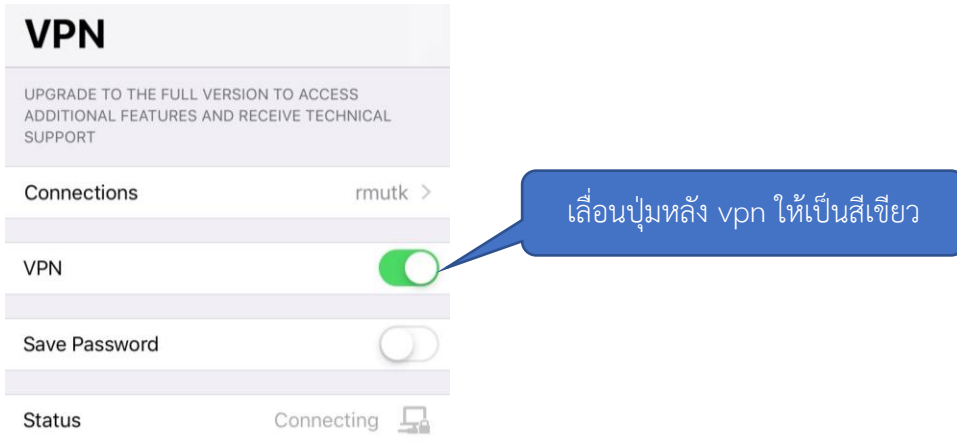 VPN
UPGRADE TO THE FULL VERSION TO ACCESS
ADDITIONAL FEATURES AND RECEIVE TECHNICAL
SUPPORT
Connections rmutk >
เลื่อนปุ่มหลัง vpn ให้เป็นสีเขียว
VPN
Save Password
Status Connecting